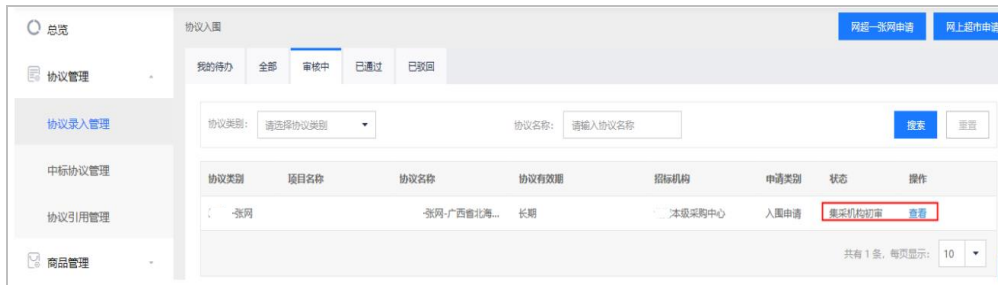 总览
协议入围
网超一张网申请
网上超市申请
协议管理
我的待办 全部 审核中 已通过 已驳回
协议录入管理
协议类别: 请选择协议类别
协议名称: 请输入协议名称
搜索 重置
中标协议管理
协议类别 项目名称 协议名称 协议有效期 招标机构 申请类别 状态 操作
协议引用管理
-张网 -张网-广西省北海... 长期 本级采购中心 入围申请 集采机构初审 查看
共有 1 条, 每页显示: 10
商品管理